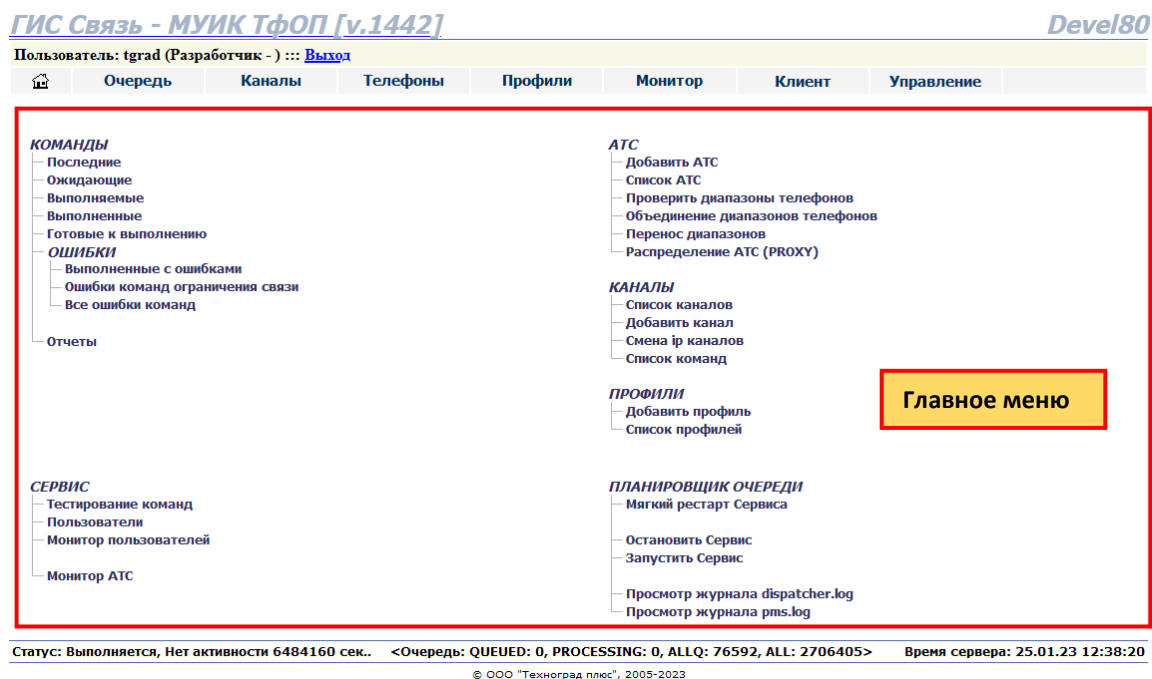 ГИС Связь - МУИК ТфОП [v.1442] Devel80
Пользователь: tgrad (Разработчик - ) ::: Выход
Очередь Каналы Телефоны Профили Монитор Клиент Управление
КОМАНДЫ
Последние
Ожидающие
Выполняемые
Выполненные
Готовые к выполнению
ОШИБКИ
Выполненные с ошибками
Ошибки команд ограничения связи
Все ошибки команд
Отчеты
АТС
Добавить АТС
Список АТС
Проверить диапазоны телефонов
Объединение диапазонов телефонов
Перенос диапазонов
Распределение АТС (PROXY)
КАНАЛЫ
Список каналов
Добавить канал
Смена ip каналов
Список команд
ПРОФИЛИ
Добавить профиль
Список профилей
Главное меню
СЕРВИС
Тестирование команд
Пользователи
Монитор пользователей
Монитор АТС
ПЛАНИРОВЩИК ОЧЕРЕДИ
Мягкий рестарт Сервиса
Остановить Сервис
Запустить Сервис
Просмотр журнала dispatcher.log
Просмотр журнала pms.log
Статус: Выполняется, Нет активности 6484160 сек.. <Очередь: QUEUED: 0, PROCESSING: 0, ALLQ: 76592, ALL: 2706405> Время сервера: 25.01.23 12:38:20
© ООО "Техноград плюс", 2005-2023